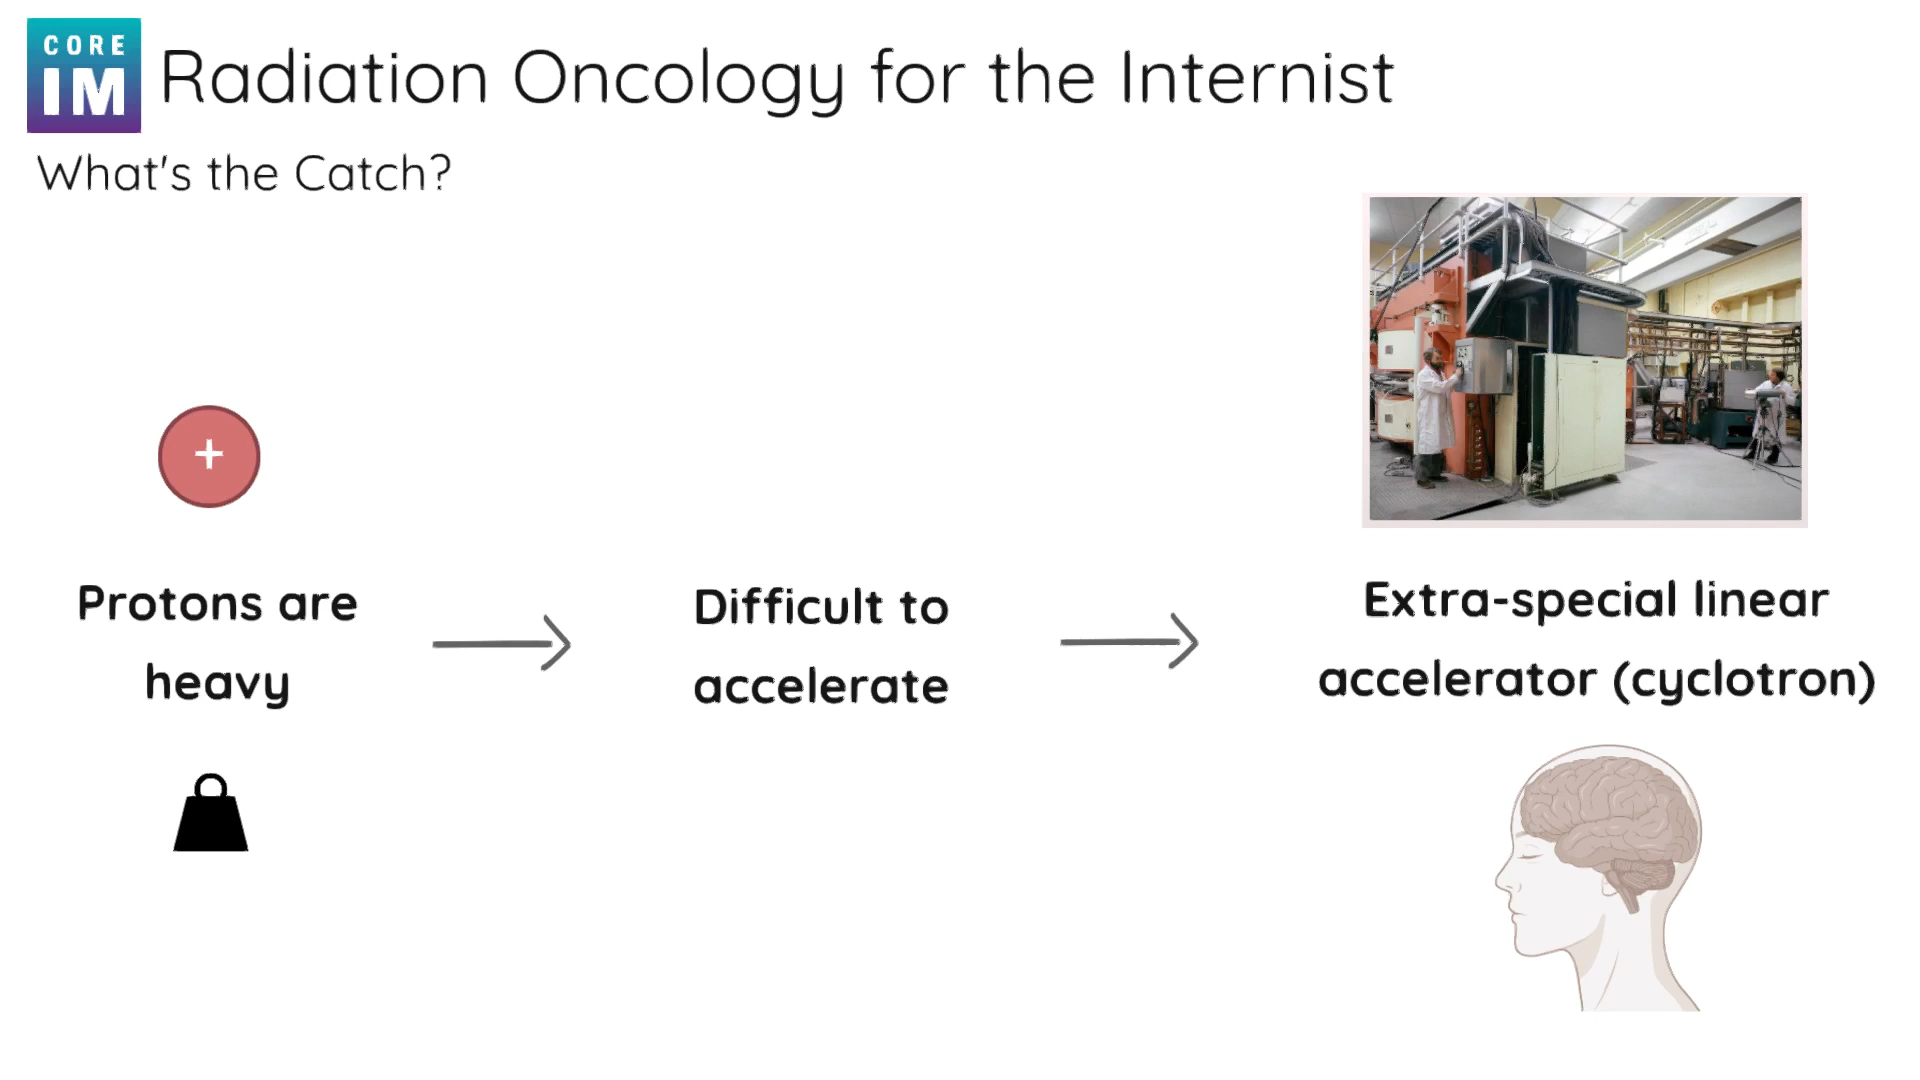 CORE
IM
Radiation Oncology for the Internist
What's the Catch?
+
Protons are
heavy
Difficult to
accelerate
Extra-special linear
accelerator (cyclotron)